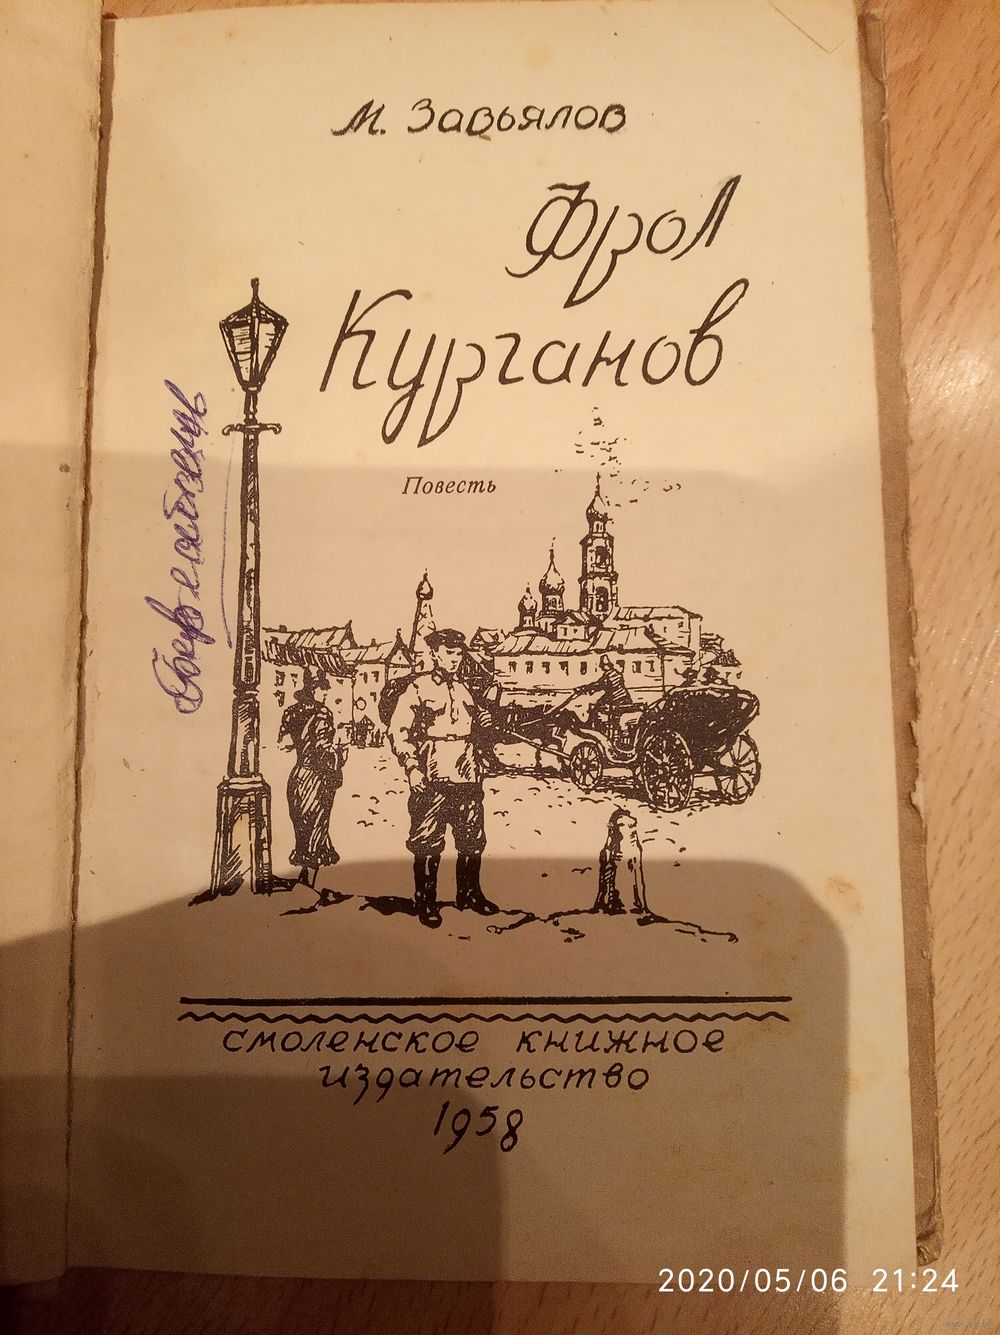 М. Завьялов
Фрол
Курганов
Повесть
смоленское книжное
издательство
1958
2020/05/06 21:24